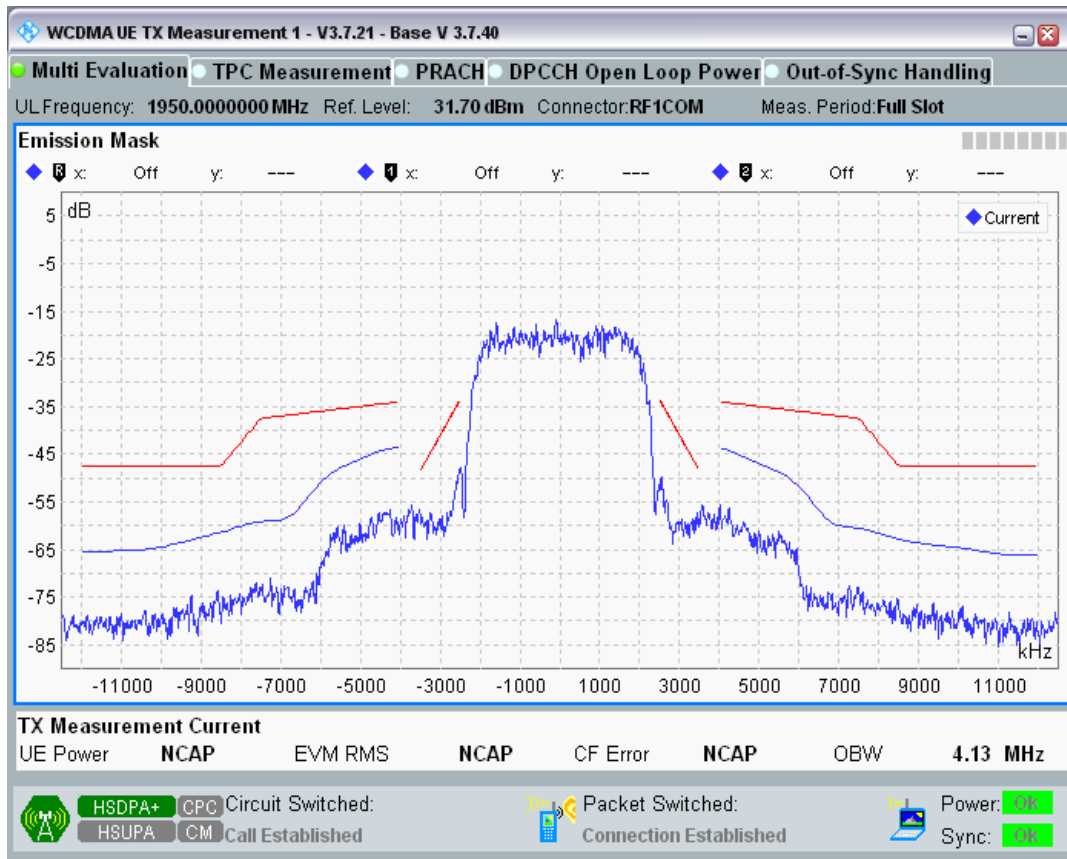 WCDMA UE TX Measurement 1 - V3.7.21 - Base V 3.7.40
Multi Evaluation TPC Measurement PRACH DPCCH Open Loop Power Out-of-Sync Handling
UL Frequency: 1950.0000000 MHz Ref. Level: 31.70 dBm Connector:RF1COM Meas. Period:Full Slot
Emission Mask
R x: Off y: --- 1 x: Off y: --- 2 x: Off y: ---
dB
Current
5
-5
-15
-25
-35
-45
-55
-65
-75
-85
kHz
-11000 -9000 -7000 -5000 -3000 -1000 1000 3000 5000 7000 9000 11000
TX Measurement Current
UE Power NCAP EVM RMS NCAP CF Error NCAP OBW 4.13 MHz
HSDPA+ CPC Circuit Switched: Packet Switched: Power: Ok
HSUPA CM Call Established Connection Established Sync: Ok